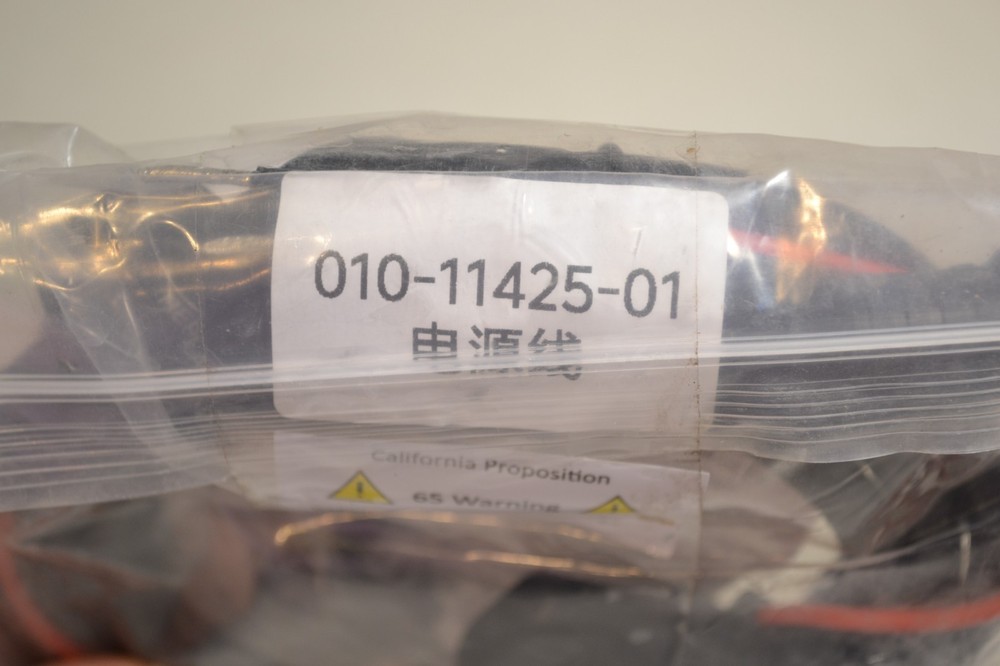 010-11425-01
电源线
California Proposition
65 Warning